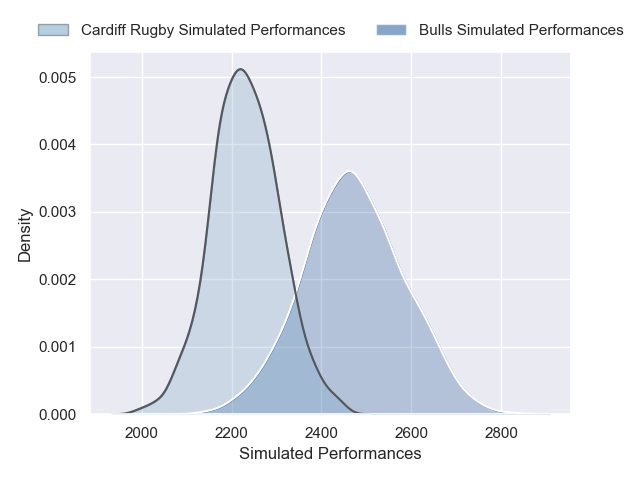 Cardiff Rugby Simulated Performances Bulls Simulated Performances
0.005
0.004
0.003
0.002
0.001
0.000
Density
2000 2200 2400 2600 2800
Simulated Performances